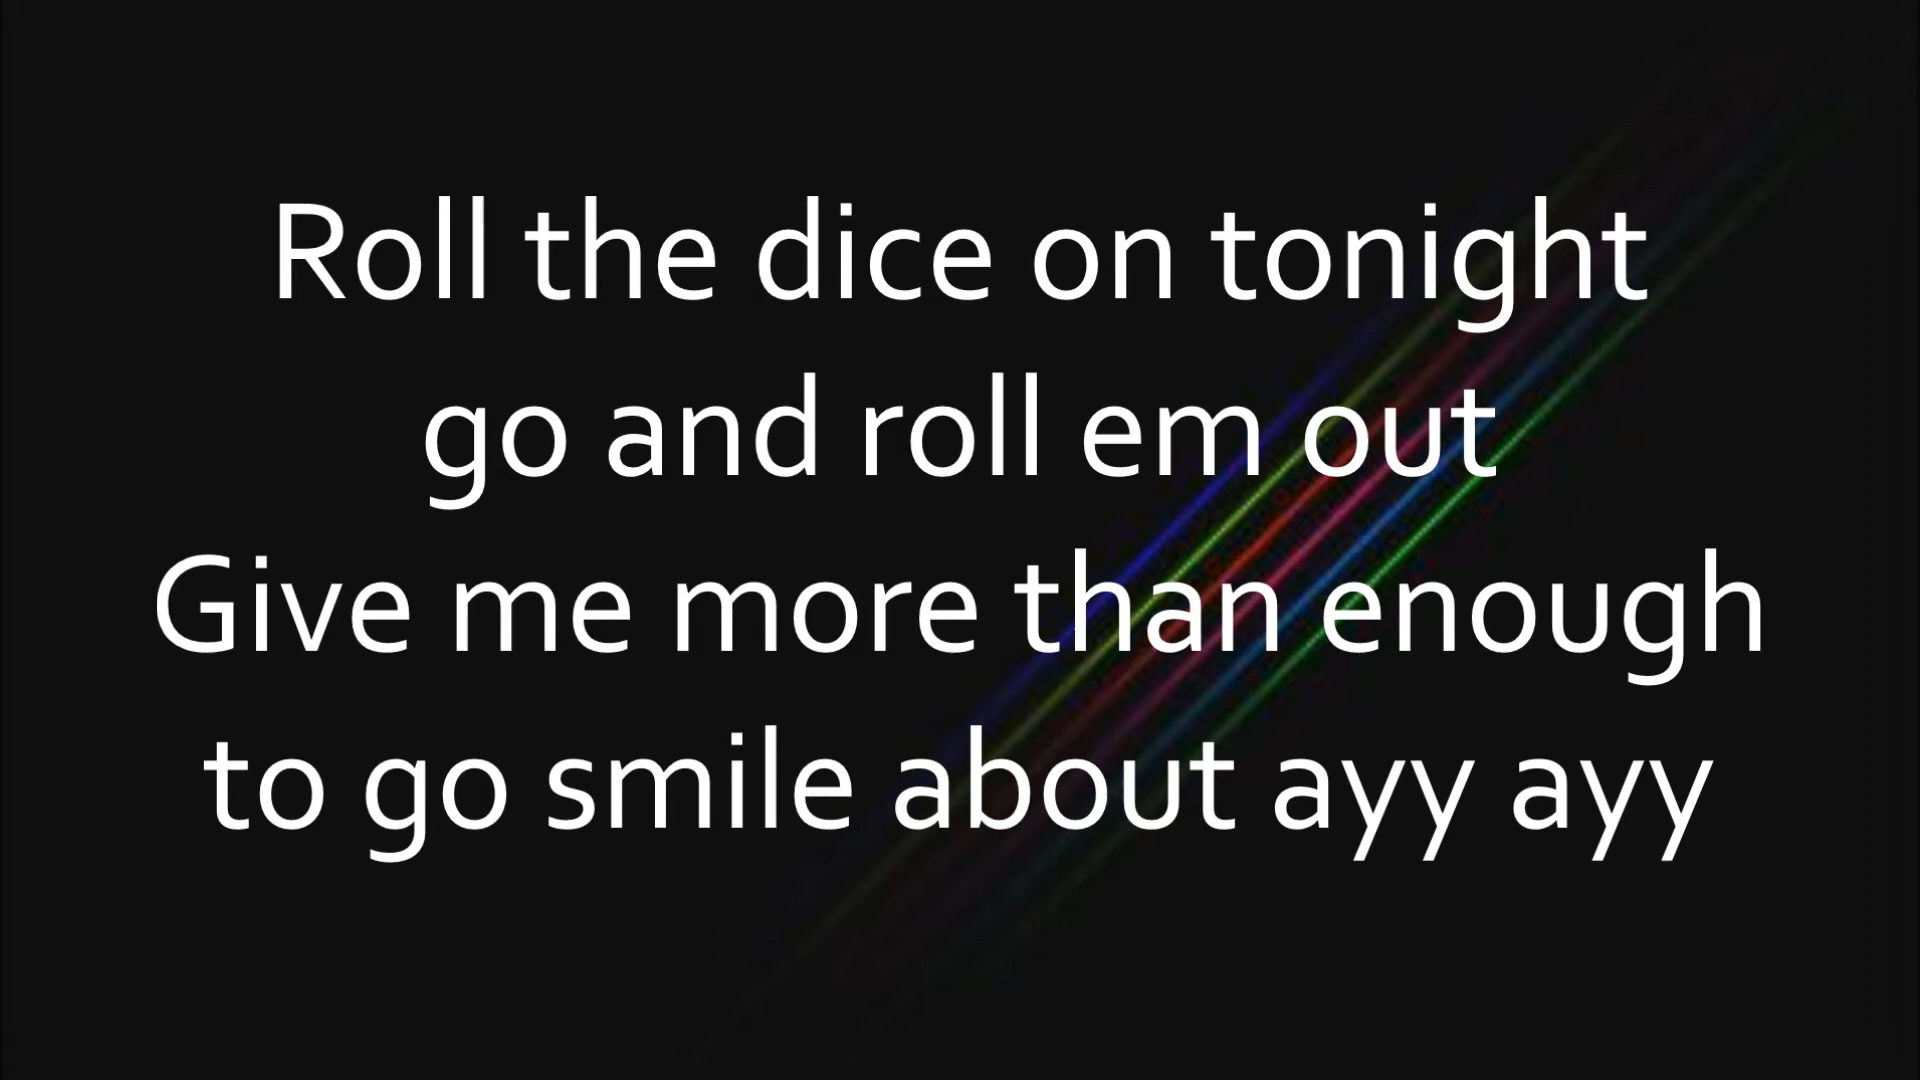 Roll the dice on tonight
go and roll em out
Give me more than enough
to go smile about ayy ayy